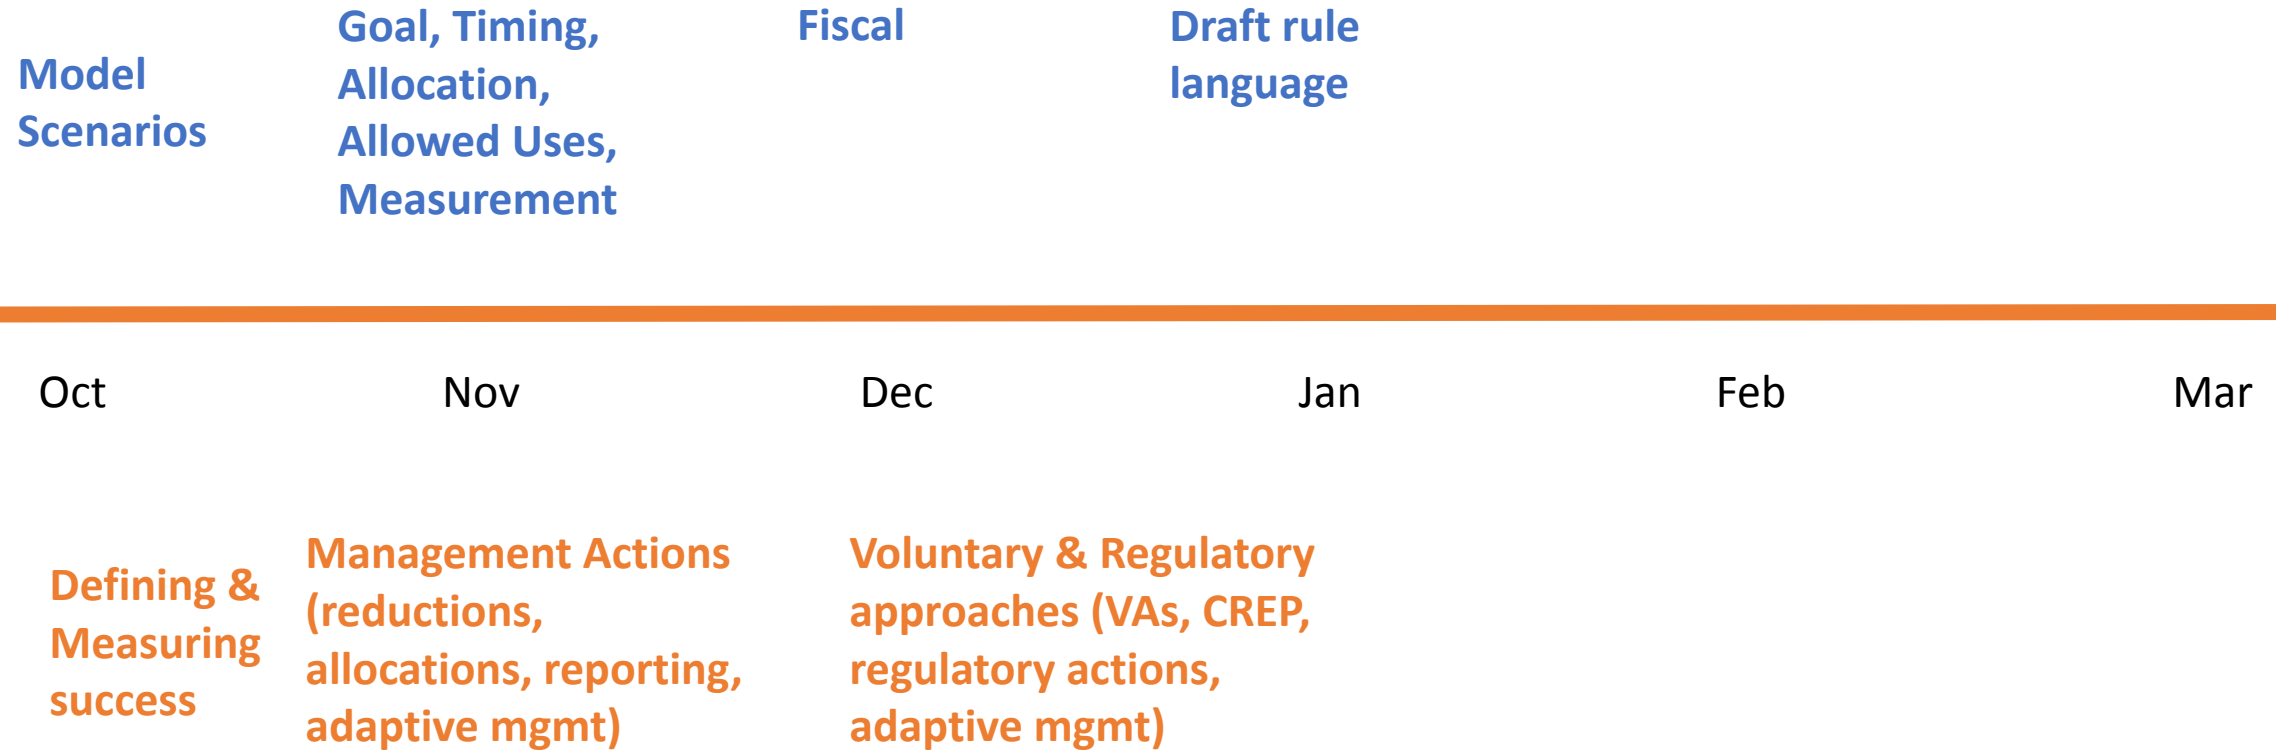 Model
Scenarios
Goal, Timing,
Allocation,
Allowed Uses,
Measurement
Fiscal
Draft rule
language
Oct
Nov
Dec
Jan
Feb
Mar
Defining &
Measuring
success
Management Actions
(reductions,
allocations, reporting,
adaptive mgmt)
Voluntary & Regulatory
approaches (VAs, CREP,
regulatory actions,
adaptive mgmt)